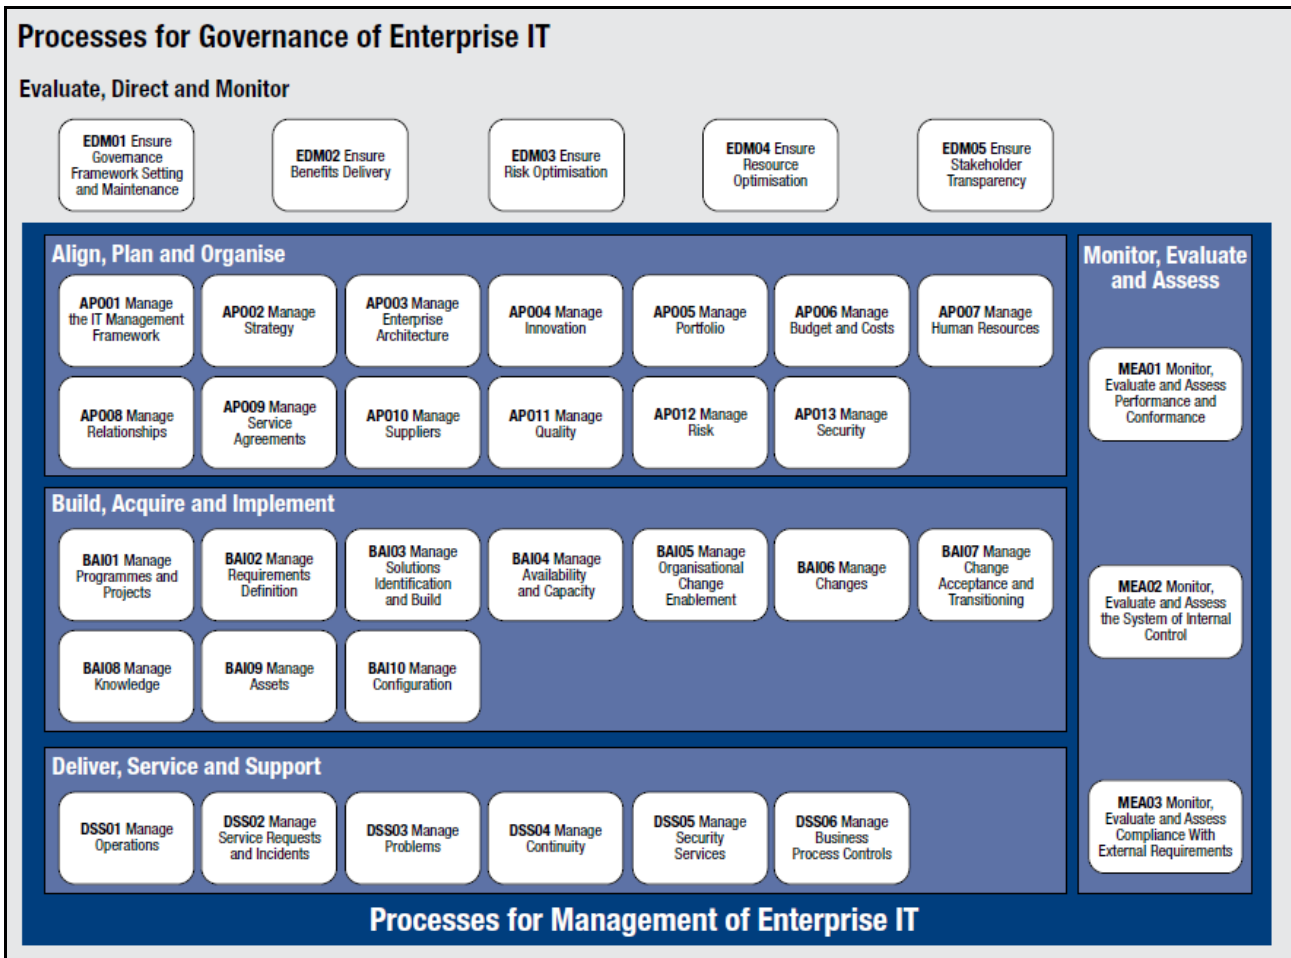 Processes for Governance of Enterprise IT
Evaluate, Direct and Monitor
EDM01 Ensure
Governance
Framework Setting
and Maintenance
EDM02 Ensure
Benefits Delivery
EDM03 Ensure
Risk Optimisation
EDM04 Ensure
Resource
Optimisation
EDM05 Ensure
Stakeholder
Transparency
Align, Plan and Organise
AP001 Manage
the IT Management
Framework
AP002 Manage
Strategy
AP003 Manage
Enterprise
Architecture
AP004 Manage
Innovation
AP005 Manage
Portfolio
AP006 Manage
Budget and Costs
AP007 Manage
Human Resources
AP008 Manage
Relationships
AP009 Manage
Service
Agreements
AP010 Manage
Suppliers
AP011 Manage
Quality
AP012 Manage
Risk
AP013 Manage
Security
Build, Acquire and Implement
BAI01 Manage
Programmes and
Projects
BAI02 Manage
Requirements
Definition
BAI03 Manage
Solutions
Identification
and Build
BAI04 Manage
Availability
and Capacity
BAI05 Manage
Organisational
Change
Enablement
BAI06 Manage
Changes
BAI07 Manage
Change
Acceptance and
Transitioning
BAI08 Manage
Knowledge
BAI09 Manage
Assets
BAI10 Manage
Configuration
Deliver, Service and Support
DSS01 Manage
Operations
DSS02 Manage
Service Requests
and Incidents
DSS03 Manage
Problems
DSS04 Manage
Continuity
DSS05 Manage
Security
Services
DSS06 Manage
Business
Process Controls
Monitor, Evaluate
and Assess
MEA01 Monitor,
Evaluate and Assess
Performance and
Conformance
MEA02 Monitor,
Evaluate and Assess
the System of Internal
Control
MEA03 Monitor,
Evaluate and Assess
Compliance With
External Requirements
Processes for Management of Enterprise IT